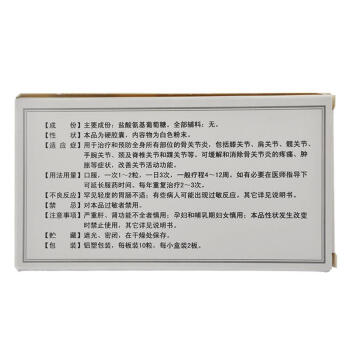 【成　份】主要成份：盐酸氨基葡萄糖。全部辅料：无。
【性　状】本品为硬胶囊，内容物为白色粉末。
【适 应 症】用于治疗和预防全身所有部位的骨关节炎，包括膝关节、肩关节、髋关节、
手腕关节、颈及脊椎关节和踝关节等。可缓解和消除骨关节炎的疼痛、肿
胀等症状，改善关节活动功能。
【用法用量】口服。一次1~2粒，一日3次，一般疗程4~12周。如有必要在医师指导下
可延长服药时间。每年重复治疗2~3次。
【不良反应】罕见轻度的胃肠不适；有些病人可能出现过敏反应。其它详见说明书。
【禁　忌】对本品过敏者禁用。
【注意事项】严重肝、肾功能不全者慎用；孕妇和哺乳期妇女慎用；本品性状发生改变
时禁止使用，其它详见说明书。
【贮　藏】遮光、密闭，在干燥处保存。
【包　装】铝塑包装，每板装10粒，每小盒装2板。